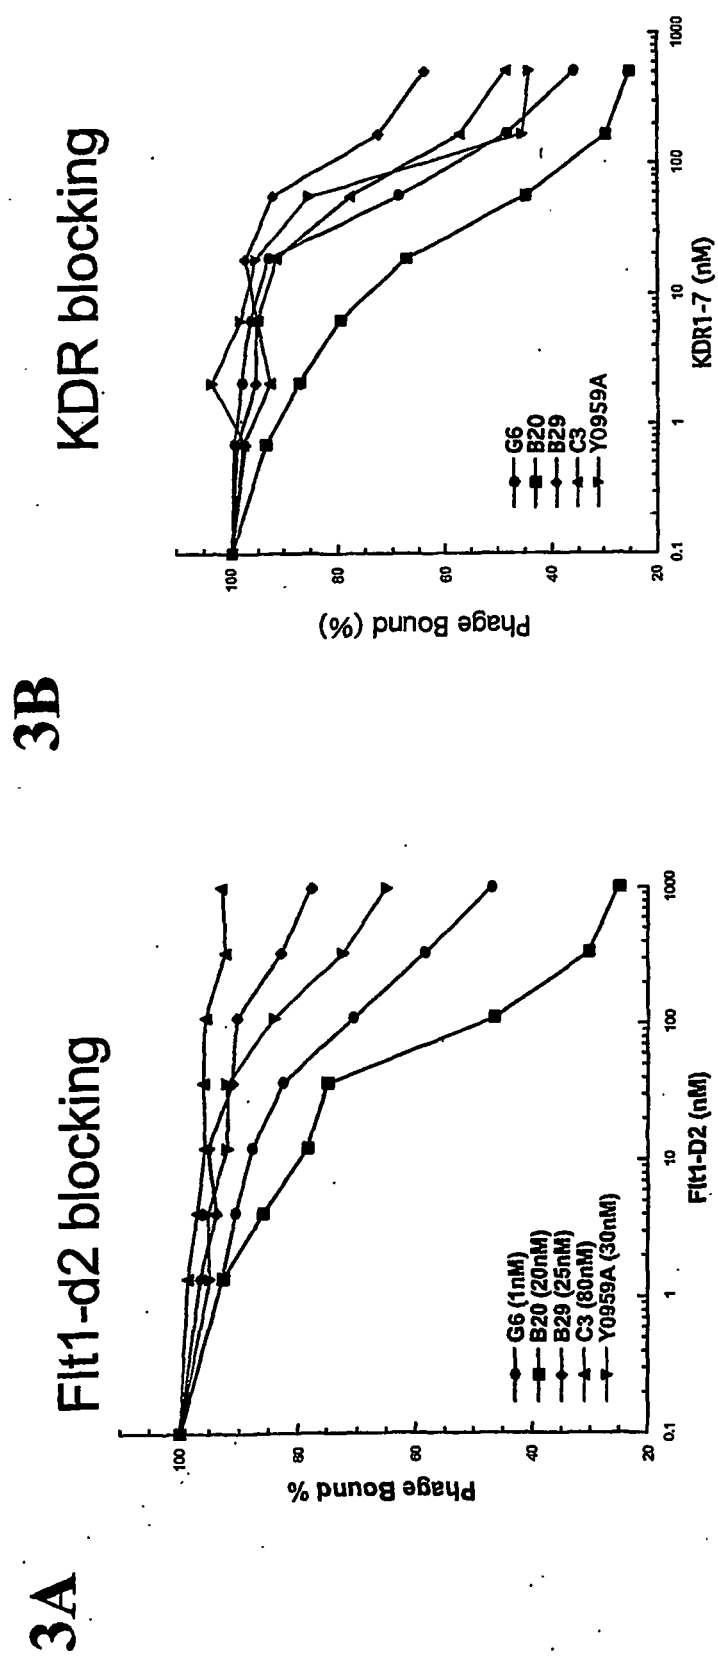 3A
Flt1-d2 blocking
Phage Bound %
100
80
60
40
20
G6 (1nM)
B20 (20nM)
B29 (25nM)
C3 (80nM)
Y0959A (30nM)
0.1
1
10
100
1000
Flt1-D2 (nM)
3B
KDR blocking
Phage Bound (%)
100
80
60
40
20
G6
B20
B29
C3
Y0959A
0.1
1
10
100
1000
KDR1-7 (nM)